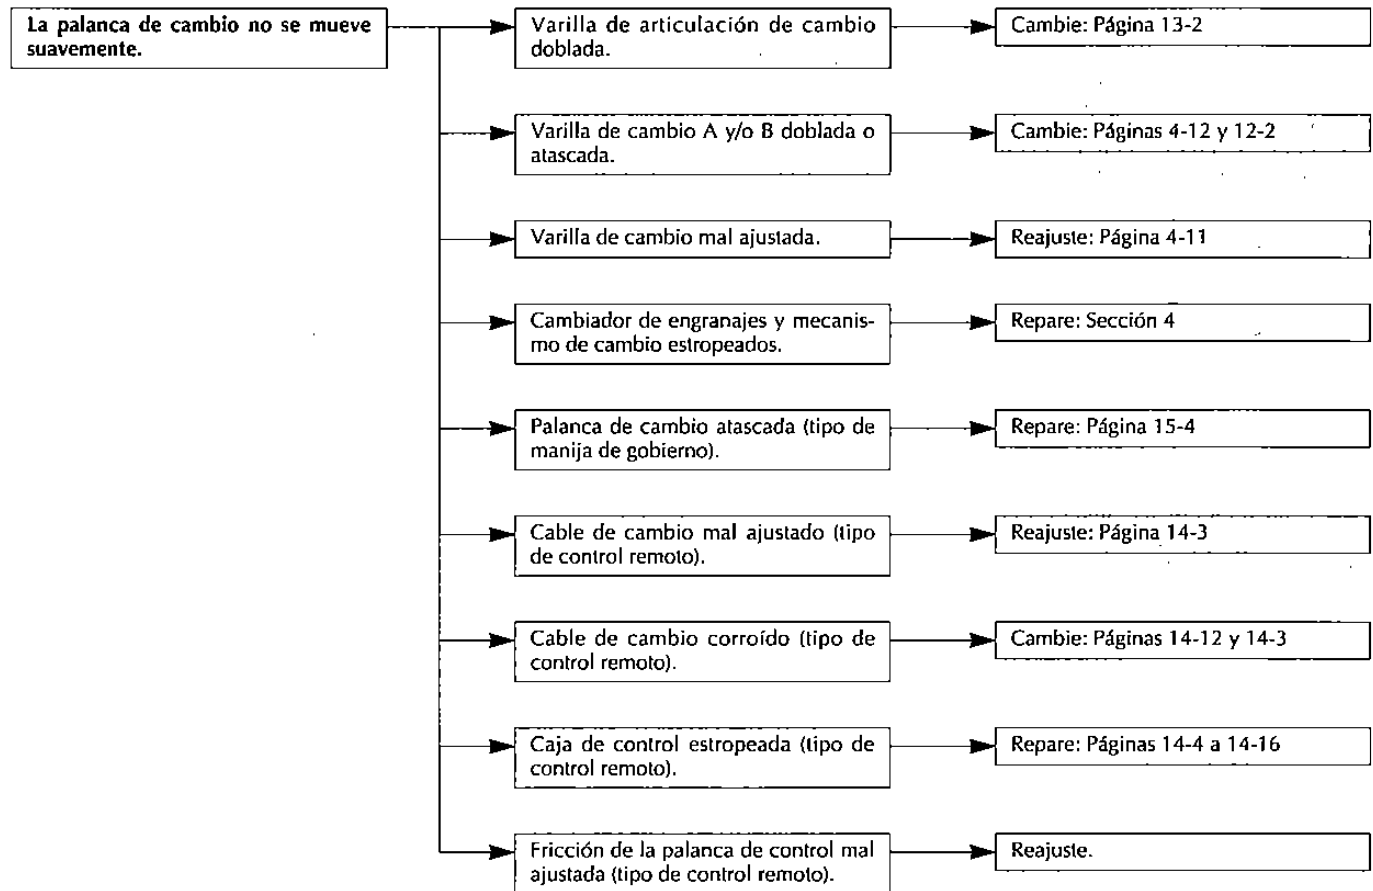 La palanca de cambio no se mueve
suavemente.
Varilla de articulación de cambio
doblada.
Cambie: Página 13-2
Varilla de cambio A y/o B doblada o
atascada.
Cambie: Páginas 4-12 y 12-2
Varilla de cambio mal ajustada.
Reajuste: Página 4-11
Cambiador de engranajes y mecanis-
mo de cambio estropeados.
Repare: Sección 4
Palanca de cambio atascada (tipo de
manija de gobierno).
Repare: Página 15-4
Cable de cambio mal ajustado (tipo
de control remoto).
Reajuste: Página 14-3
Cable de cambio corroído (tipo de
control remoto).
Cambie: Páginas 14-12 y 14-3
Caja de control estropeada (tipo de
control remoto).
Repare: Páginas 14-4 a 14-16
Fricción de la palanca de control mal
ajustada (tipo de control remoto).
Reajuste.